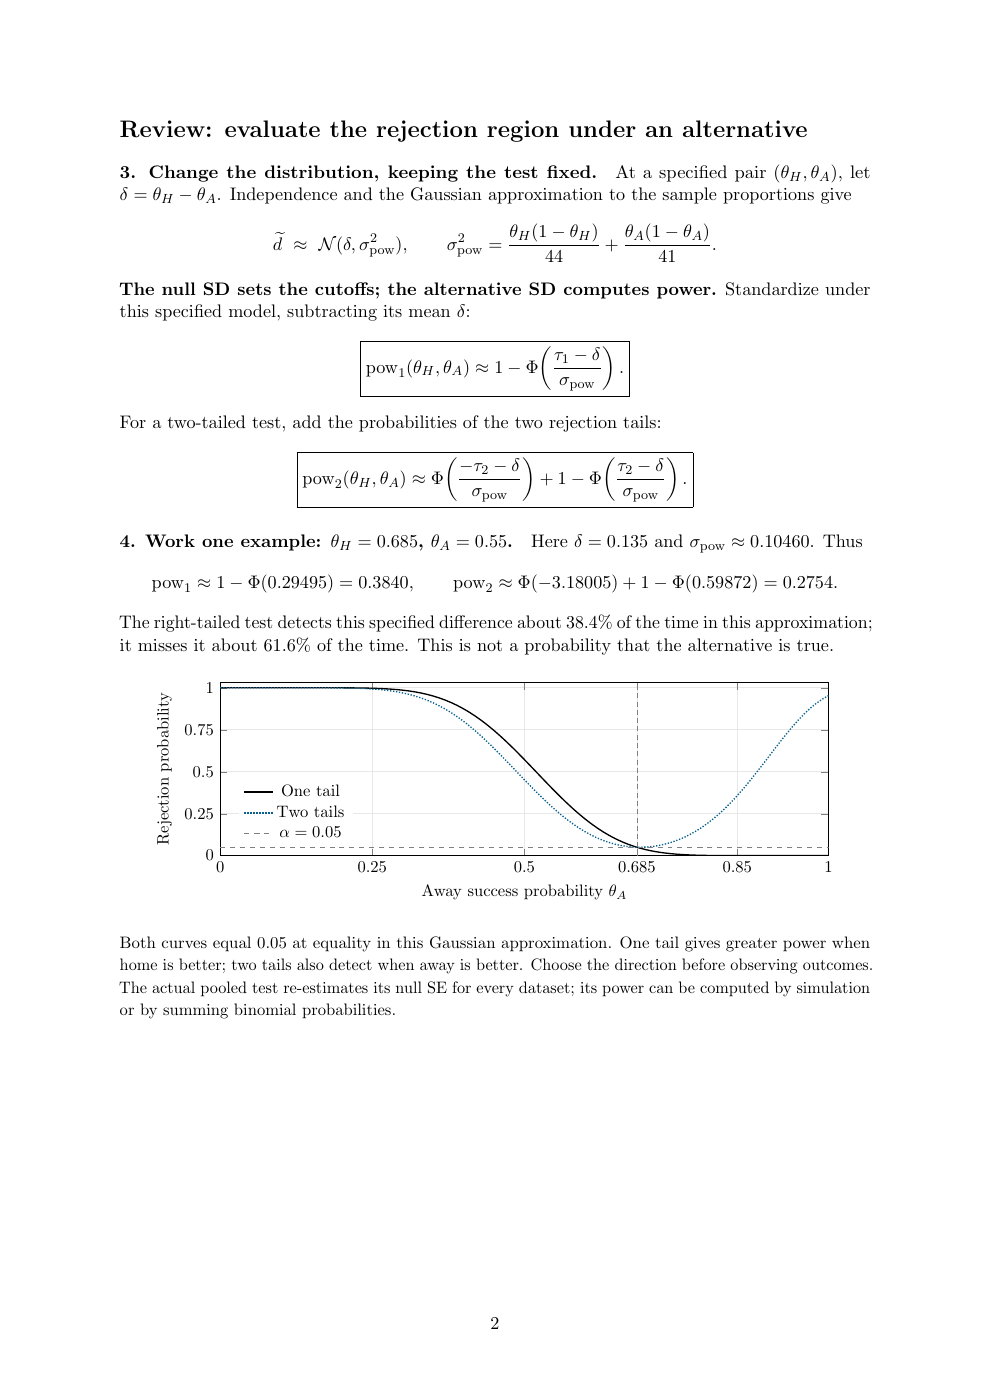 Review: evaluate the rejection region under an alternative
3. Change the distribution, keeping the test fixed. At a specified pair (θ_H, θ_A), let
δ = θ_H − θ_A. Independence and the Gaussian approximation to the sample proportions give
d̃ ≈ N(δ, σ²_pow), σ²_pow = θ_H(1 − θ_H)/44 + θ_A(1 − θ_A)/41.
The null SD sets the cutoffs; the alternative SD computes power. Standardize under
this specified model, subtracting its mean δ:
pow₁(θ_H, θ_A) ≈ 1 − Φ((τ₁ − δ)/σ_pow).
For a two-tailed test, add the probabilities of the two rejection tails:
pow₂(θ_H, θ_A) ≈ Φ((−τ₂ − δ)/σ_pow) + 1 − Φ((τ₂ − δ)/σ_pow).
4. Work one example: θ_H = 0.685, θ_A = 0.55. Here δ = 0.135 and σ_pow ≈ 0.10460. Thus
pow₁ ≈ 1 − Φ(0.29495) = 0.3840, pow₂ ≈ Φ(−3.18005) + 1 − Φ(0.59872) = 0.2754.
The right-tailed test detects this specified difference about 38.4% of the time in this approximation;
it misses it about 61.6% of the time. This is not a probability that the alternative is true.
Rejection probability
1
0.75
0.5
0.25
0
One tail
Two tails
α = 0.05
0 0.25 0.5 0.685 0.85 1
Away success probability θ_A
Both curves equal 0.05 at equality in this Gaussian approximation. One tail gives greater power when
home is better; two tails also detect when away is better. Choose the direction before observing outcomes.
The actual pooled test re-estimates its null SE for every dataset; its power can be computed by simulation
or by summing binomial probabilities.
2